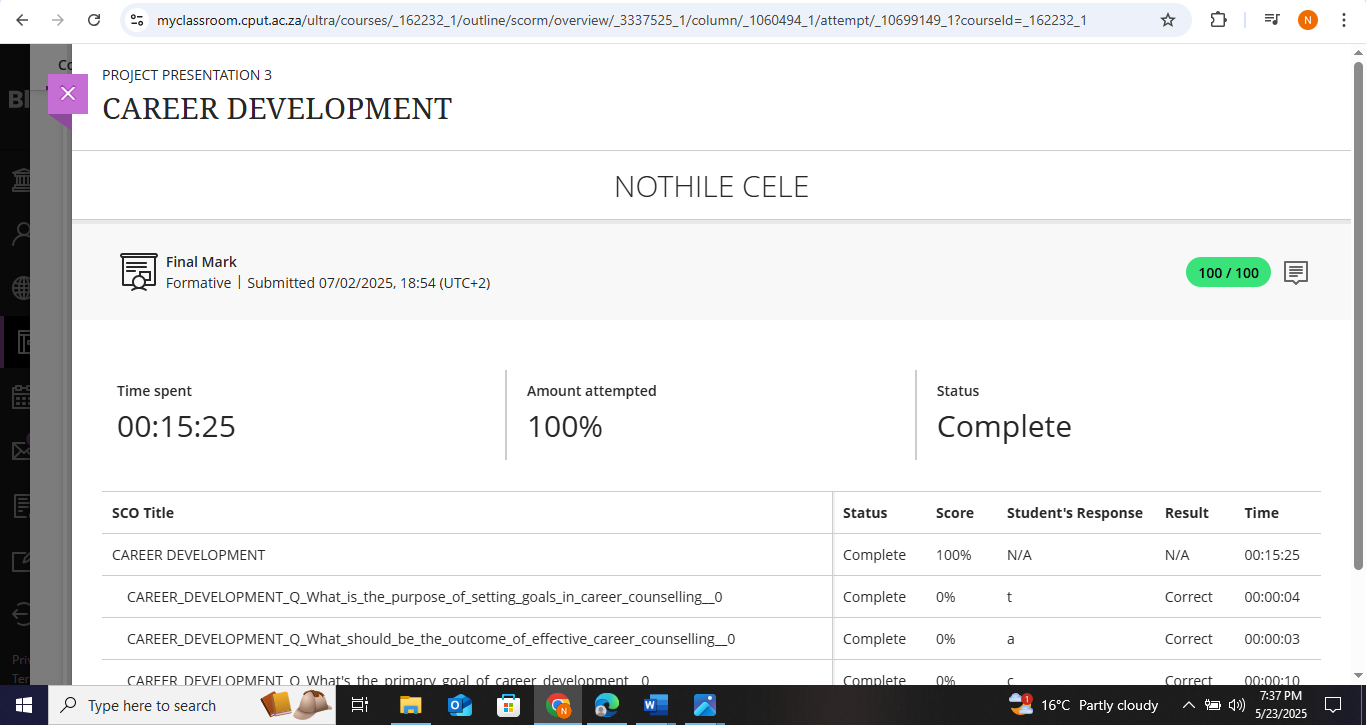 myclassroom.cput.ac.za/ultra/courses/_162232_1/outline/scorm/overview/_3337525_1/column/_1060494_1/attempt/_10699149_1?courseId=_162232_1
N
PROJECT PRESENTATION 3
CAREER DEVELOPMENT
NOTHILE CELE
Final Mark
Formative | Submitted 07/02/2025, 18:54 (UTC+2)
100 / 100
Time spent
00:15:25
Amount attempted
100%
Status
Complete
SCO Title Status Score Student's Response Result Time
CAREER DEVELOPMENT Complete 100% N/A N/A 00:15:25
CAREER_DEVELOPMENT_Q_What_is_the_purpose_of_setting_goals_in_career_counselling__0 Complete 0% t Correct 00:00:04
CAREER_DEVELOPMENT_Q_What_should_be_the_outcome_of_effective_career_counselling__0 Complete 0% a Correct 00:00:03
CAREER_DEVELOPMENT_Q_What's_the_primary_goal_of_career_development__0 Complete 0% c Correct 00:00:10
Type here to search
1
16°C Partly cloudy
7:37 PM
5/23/2025